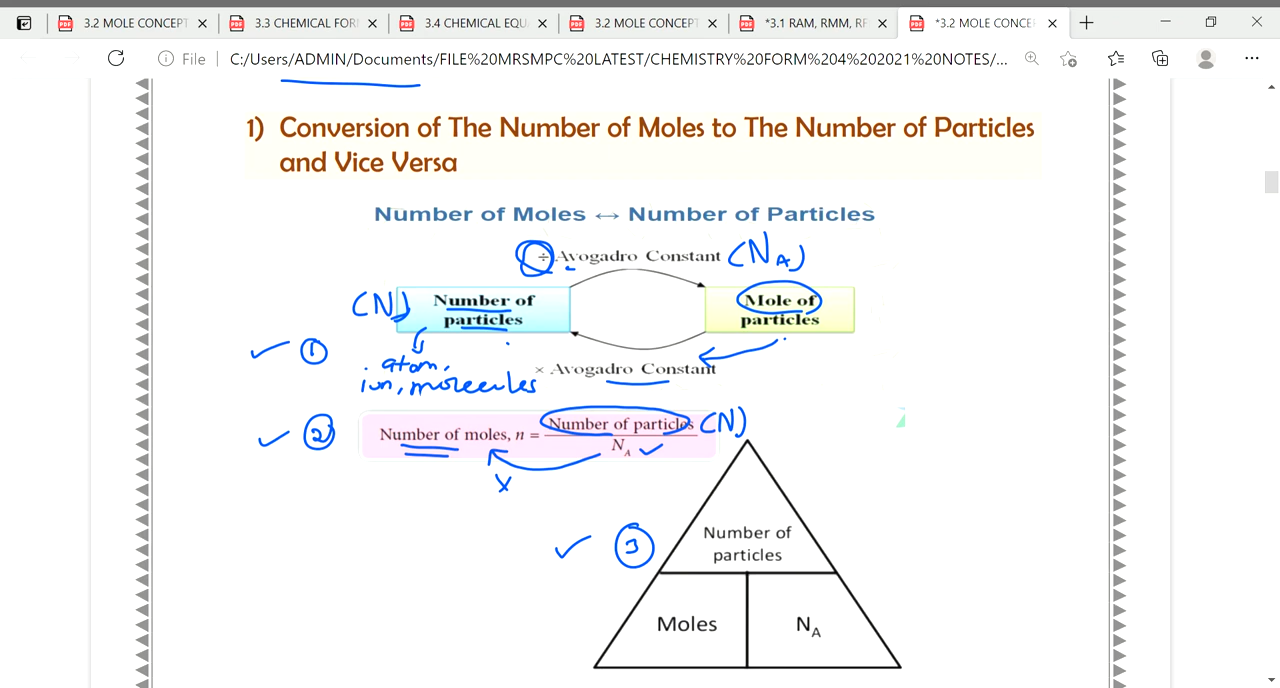 3.2 MOLE CONCEPT
3.3 CHEMICAL FOR
3.4 CHEMICAL EQU
3.2 MOLE CONCEPT
*3.1 RAM, RMM, RF
*3.2 MOLE CONCE
File
C:/Users/ADMIN/Documents/FILE%20MRSMPC%20LATEST/CHEMISTRY%20FORM%204%202021%20NOTES/...
1) Conversion of The Number of Moles to The Number of Particles
and Vice Versa
Number of Moles ↔ Number of Particles
÷ Avogadro Constant (NA)
(N) Number of
particles
Mole of
particles
1
atom,
ion, molecules
× Avogadro Constant
2
Number of moles, n = Number of particles (N)
NA
x
3
Number of
particles
Moles
NA